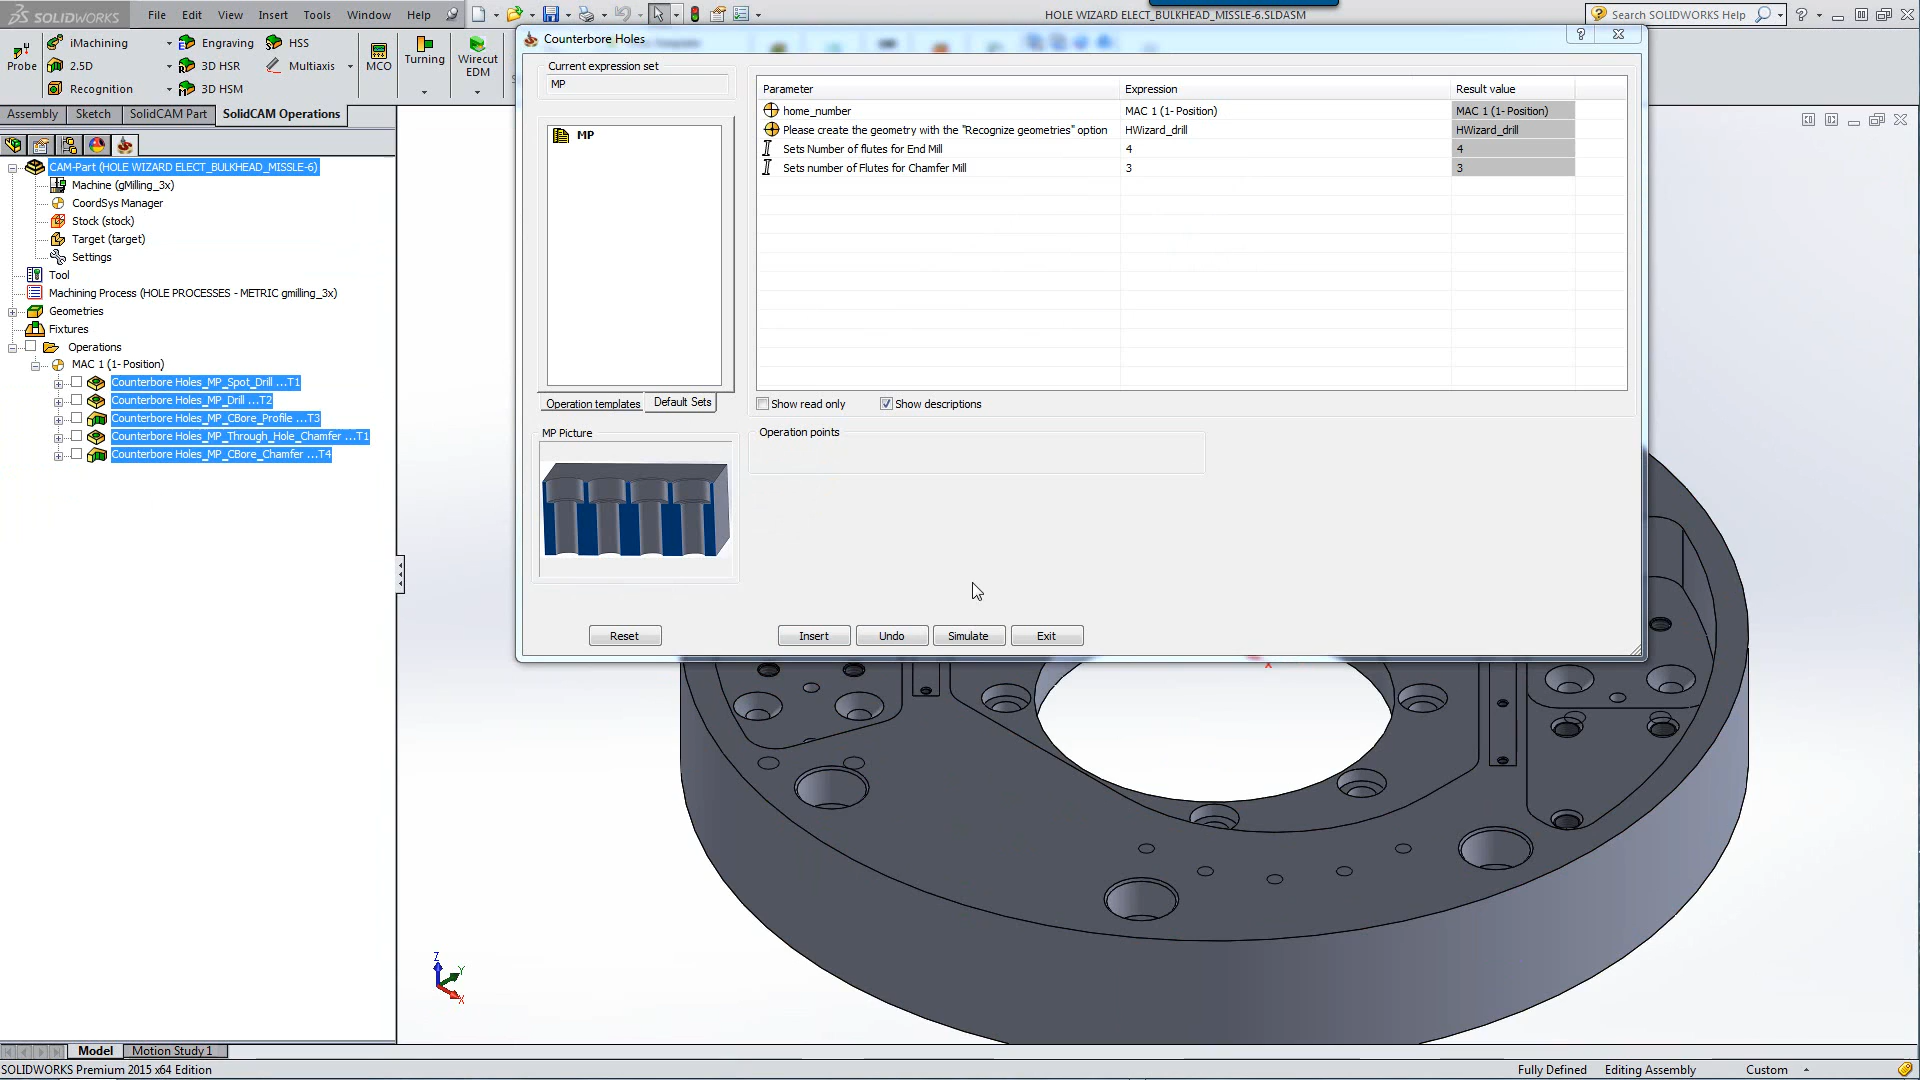 SOLIDWORKS
File Edit View Insert Tools Window Help
HOLE WIZARD ELECT_BULKHEAD_MISSLE-6.SLDASM
Search SOLIDWORKS Help
Probe
iMachining
2.5D
Recognition
Engraving
3D HSR
3D HSM
HSS
Multiaxis
MCO
Turning
Wirecut
EDM
Assembly Sketch SolidCAM Part SolidCAM Operations
CAM-Part (HOLE WIZARD ELECT_BULKHEAD_MISSLE-6)
Machine (gMilling_3x)
CoordSys Manager
Stock (stock)
Target (target)
Settings
Tool
Machining Process (HOLE PROCESSES - METRIC gmilling_3x)
Geometries
Fixtures
Operations
MAC 1 (1- Position)
Counterbore Holes_MP_Spot_Drill ...T1
Counterbore Holes_MP_Drill ...T2
Counterbore Holes_MP_CBore_Profile ...T3
Counterbore Holes_MP_Through_Hole_Chamfer ...T1
Counterbore Holes_MP_CBore_Chamfer ...T4
Counterbore Holes
Current expression set
MP
MP
Operation templates Default Sets
MP Picture
Parameter Expression Result value
home_number MAC 1 (1- Position) MAC 1 (1- Position)
Please create the geometry with the "Recognize geometries" option HWizard_drill HWizard_drill
Sets Number of flutes for End Mill 4 4
Sets number of Flutes for Chamfer Mill 3 3
Show read only Show descriptions
Operation points
Reset Insert Undo Simulate Exit
X
Z
Y
X
Model Motion Study 1
SOLIDWORKS Premium 2015 x64 Edition
Fully Defined Editing Assembly Custom